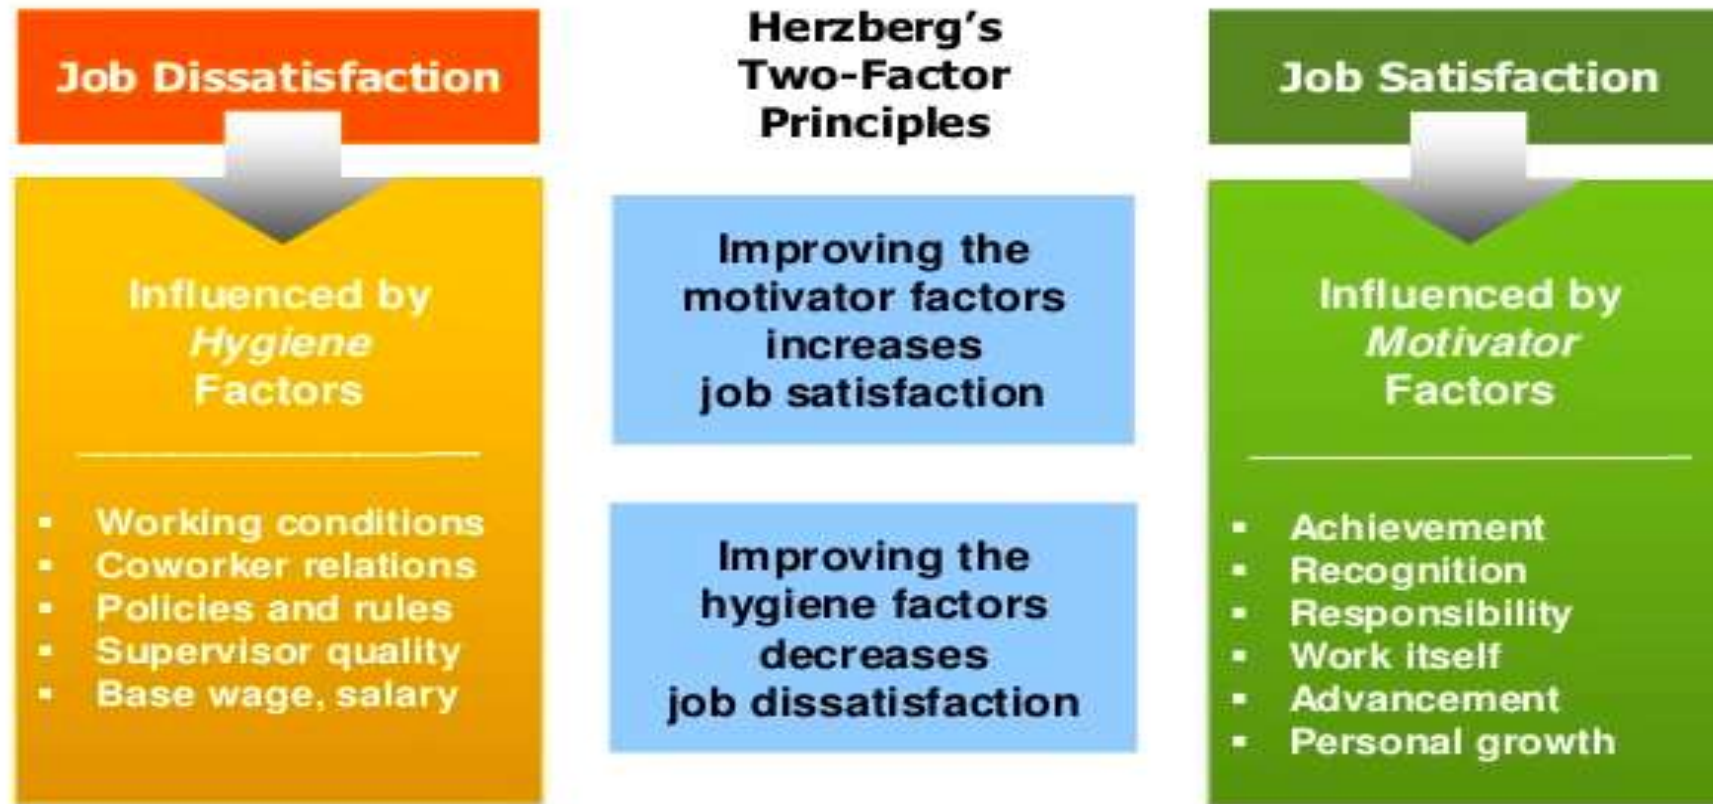 Job Dissatisfaction
Influenced by
Hygiene
Factors
▪ Working conditions
▪ Coworker relations
▪ Policies and rules
▪ Supervisor quality
▪ Base wage, salary
Herzberg's
Two-Factor
Principles
Improving the
motivator factors
increases
job satisfaction
Improving the
hygiene factors
decreases
job dissatisfaction
Job Satisfaction
Influenced by
Motivator
Factors
▪ Achievement
▪ Recognition
▪ Responsibility
▪ Work itself
▪ Advancement
▪ Personal growth